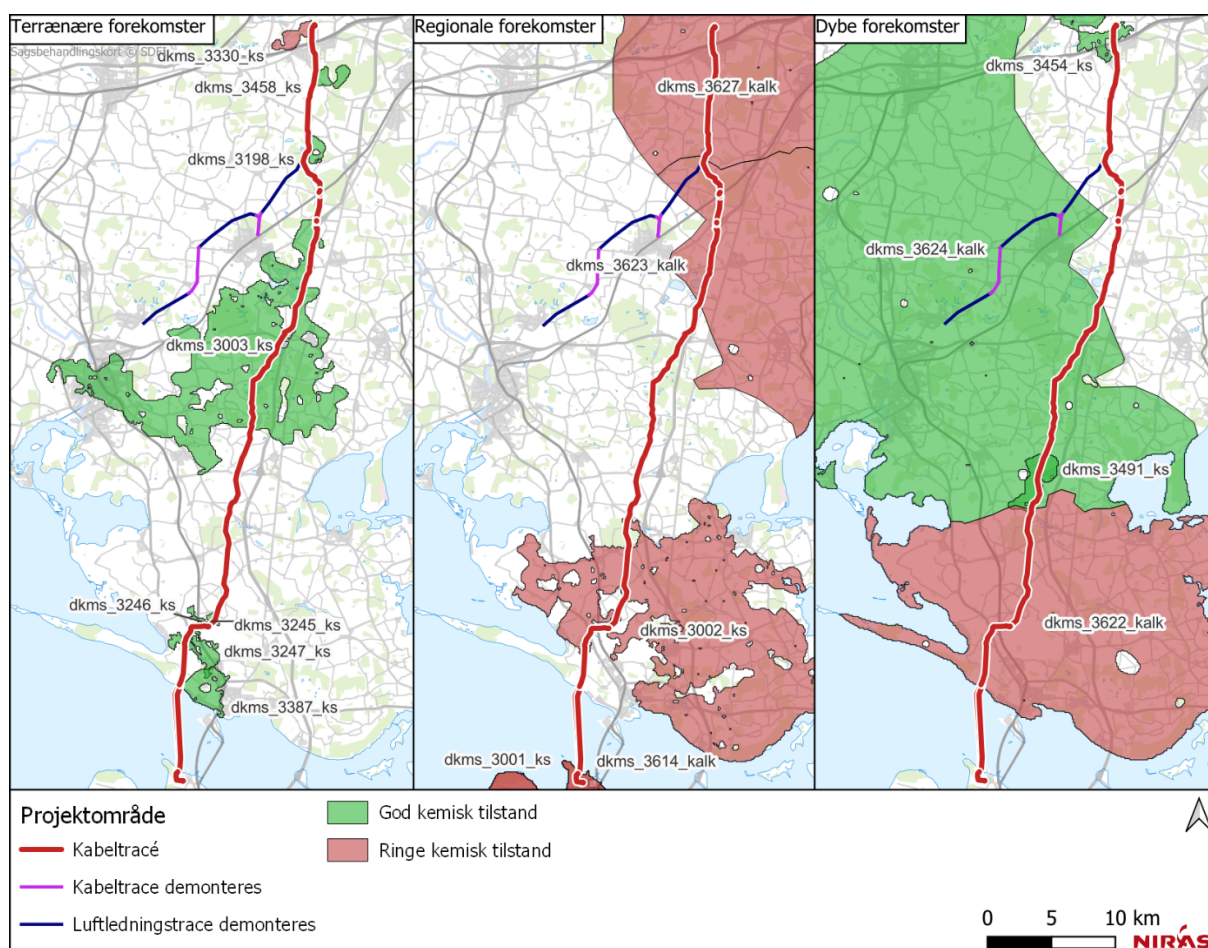 Terrænære forekomster
Sagsbehandlingskort © SDFI
dkms_3330_ks
dkms_3458_ks
dkms_3198_ks
dkms_3003_ks
dkms_3246_ks
dkms_3245_ks
dkms_3247_ks
dkms_3387_ks
Regionale forekomster
dkms_3627_kalk
dkms_3623_kalk
dkms_3002_ks
dkms_3001_ks
dkms_3614_kalk
Dybe forekomster
dkms_3454_ks
dkms_3624_kalk
dkms_3491_ks
dkms_3622_kalk
Projektområde
Kabeltracé
Kabeltrace demonteres
Luftledningstrace demonteres
God kemisk tilstand
Ringe kemisk tilstand
0 5 10 km
NIRAS